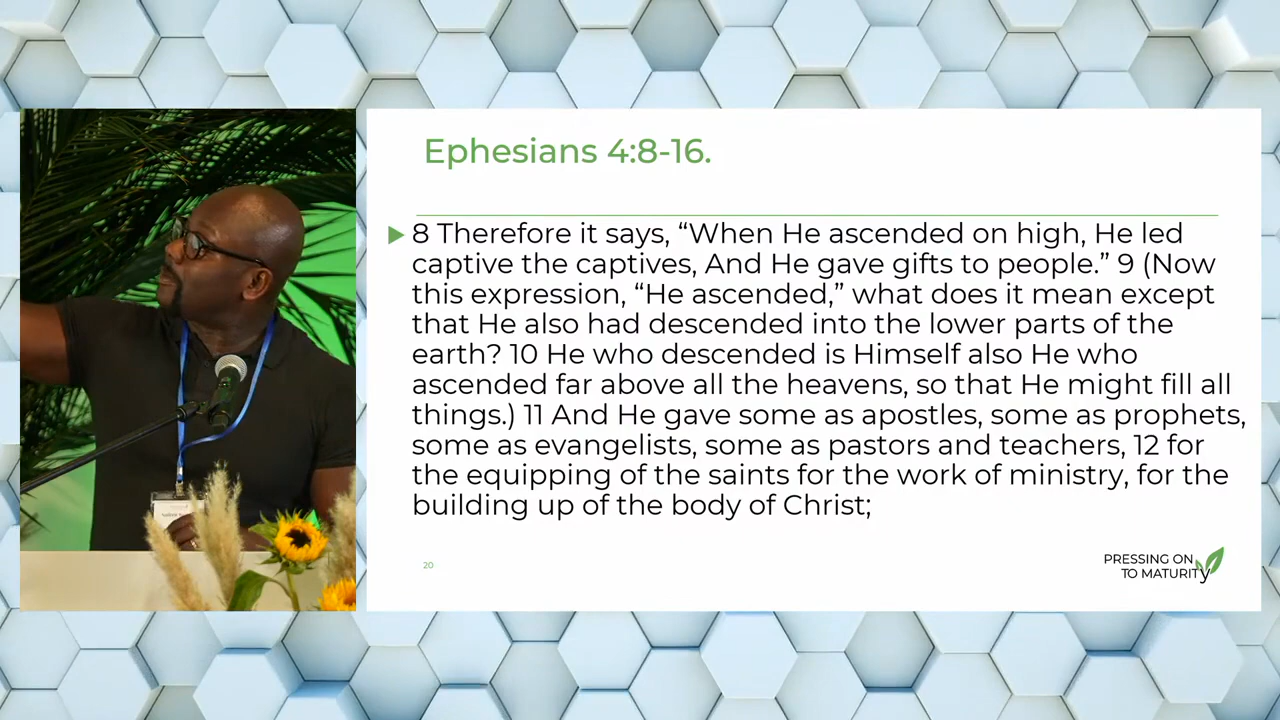 Ephesians 4:8-16.
8 Therefore it says, “When He ascended on high, He led
captive the captives, And He gave gifts to people.” 9 (Now
this expression, “He ascended,” what does it mean except
that He also had descended into the lower parts of the
earth? 10 He who descended is Himself also He who
ascended far above all the heavens, so that He might fill all
things.) 11 And He gave some as apostles, some as prophets,
some as evangelists, some as pastors and teachers, 12 for
the equipping of the saints for the work of ministry, for the
building up of the body of Christ;
20
PRESSING ON
TO MATURITy